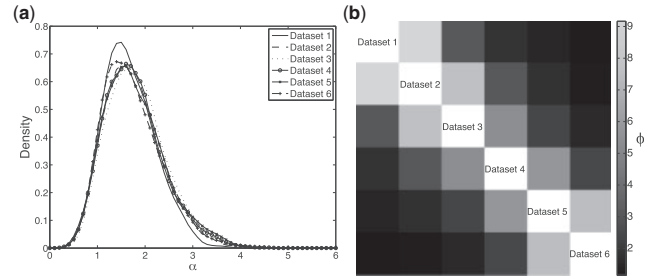 (a)
0.8
0.7
0.6
0.5
0.4
0.3
0.2
0.1
0
Density
0 1 2 3 4 5 6
α
Dataset 1
Dataset 2
Dataset 3
Dataset 4
Dataset 5
Dataset 6
(b)
Dataset 1
Dataset 2
Dataset 3
Dataset 4
Dataset 5
Dataset 6
9
8
7
6
5
4
3
2
ϕ